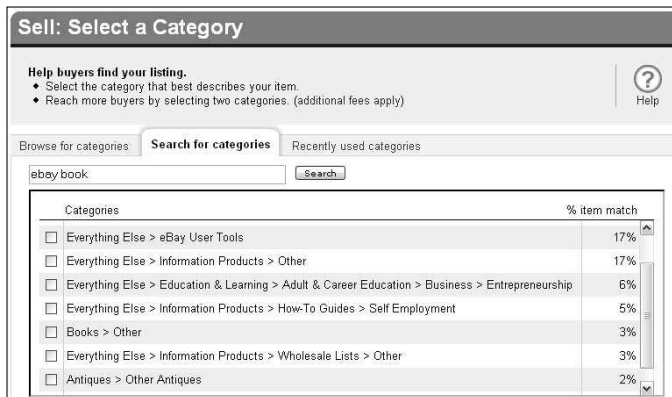 Sell: Select a Category
Help buyers find your listing.
◆ Select the category that best describes your item.
◆ Reach more buyers by selecting two categories. (additional fees apply)
?
Help
Browse for categories Search for categories Recently used categories
ebay book Search
Categories % item match
Everything Else > eBay User Tools 17%
Everything Else > Information Products > Other 17%
Everything Else > Education & Learning > Adult & Career Education > Business > Entrepreneurship 6%
Everything Else > Information Products > How-To Guides > Self Employment 5%
Books > Other 3%
Everything Else > Information Products > Wholesale Lists > Other 3%
Antiques > Other Antiques 2%